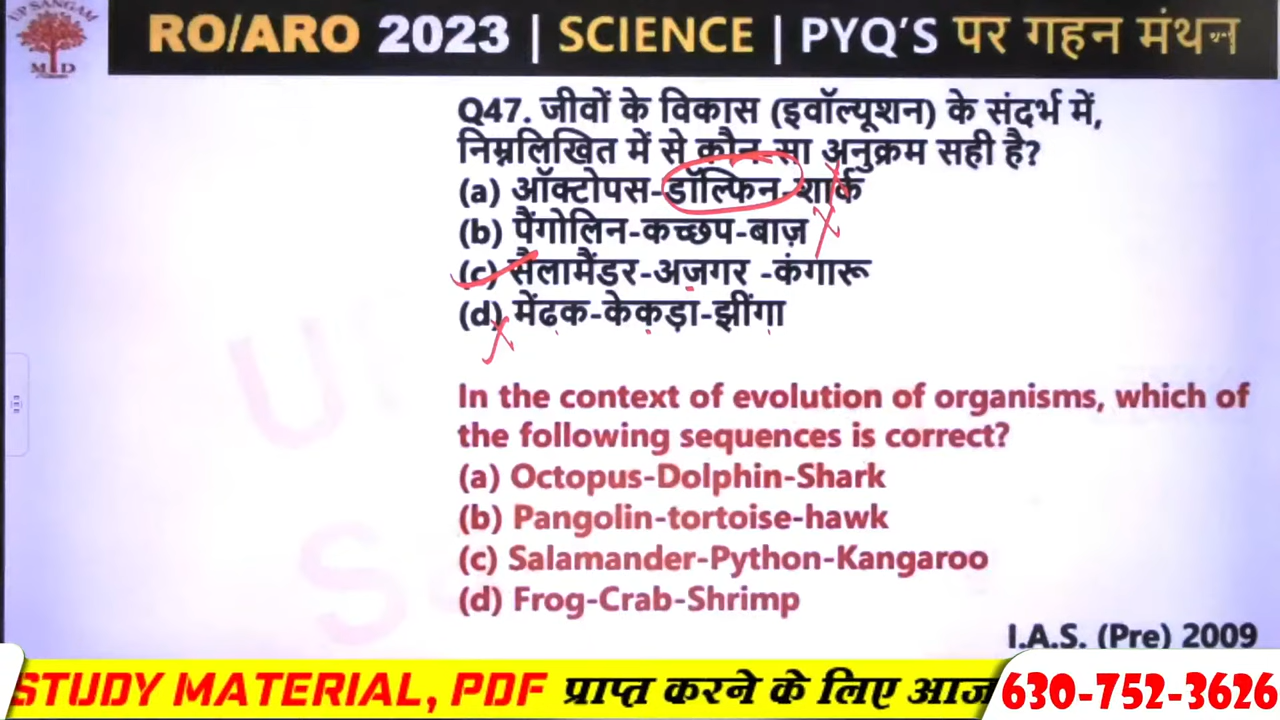 UP SANGAM
M D
RO/ARO 2023 | SCIENCE | PYQ'S पर गहन मंथन
Q47. जीवों के विकास (इवॉल्यूशन) के संदर्भ में,
निम्नलिखित में से कौन सा अनुक्रम सही है?
(a) ऑक्टोपस-डॉल्फिन-शार्क
(b) पैंगोलिन-कच्छप-बाज़
(c) सैलामैंडर-अजगर -कंगारू
(d) मेंढक-केकड़ा-झींगा
In the context of evolution of organisms, which of
the following sequences is correct?
(a) Octopus-Dolphin-Shark
(b) Pangolin-tortoise-hawk
(c) Salamander-Python-Kangaroo
(d) Frog-Crab-Shrimp
I.A.S. (Pre) 2009
STUDY MATERIAL, PDF प्राप्त करने के लिए आज 630-752-3626